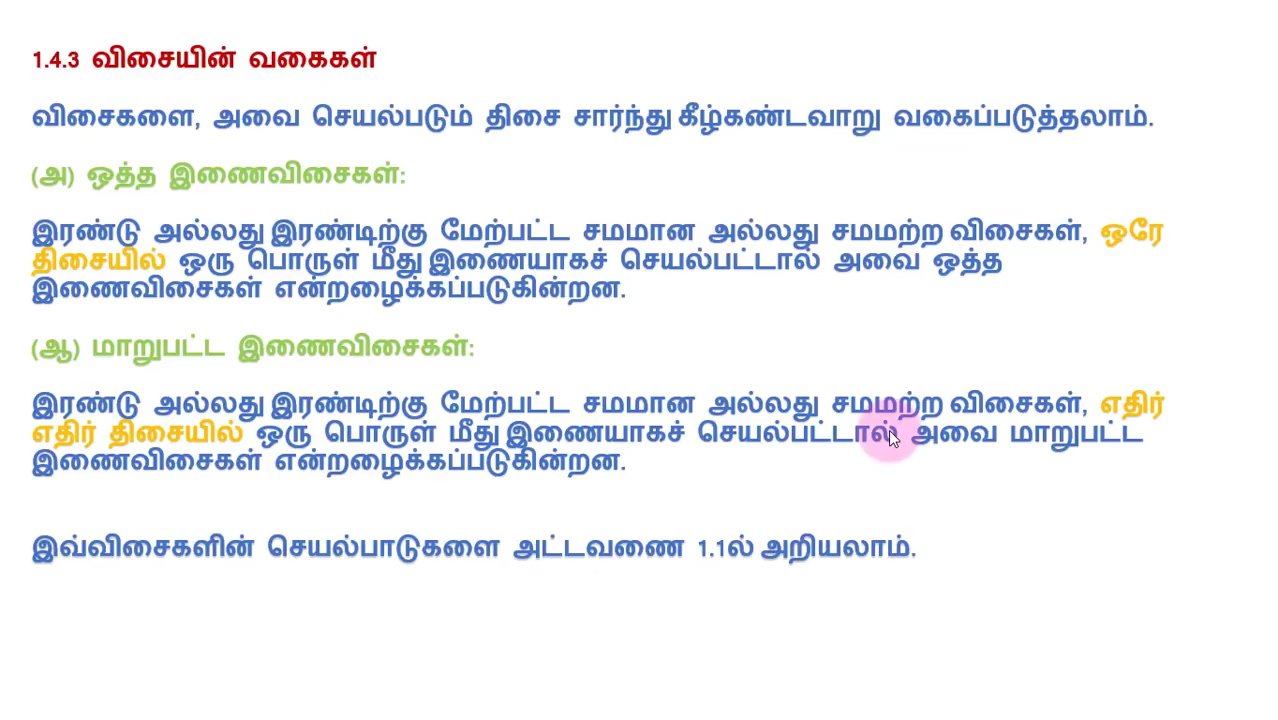 1.4.3 விசையின் வகைகள்
விசைகளை, அவை செயல்படும் திசை சார்ந்து கீழ்கண்டவாறு வகைப்படுத்தலாம்.
(அ) ஒத்த இணைவிசைகள்:
இரண்டு அல்லது இரண்டிற்கு மேற்பட்ட சமமான அல்லது சமமற்ற விசைகள், ஒரே
திசையில் ஒரு பொருள் மீது இணையாகச் செயல்பட்டால் அவை ஒத்த
இணைவிசைகள் என்றழைக்கப்படுகின்றன.
(ஆ) மாறுபட்ட இணைவிசைகள்:
இரண்டு அல்லது இரண்டிற்கு மேற்பட்ட சமமான அல்லது சமமற்ற விசைகள், எதிர்
எதிர் திசையில் ஒரு பொருள் மீது இணையாகச் செயல்பட்டால் அவை மாறுபட்ட
இணைவிசைகள் என்றழைக்கப்படுகின்றன.
இவ்விசைகளின் செயல்பாடுகளை அட்டவணை 1.1ல் அறியலாம்.